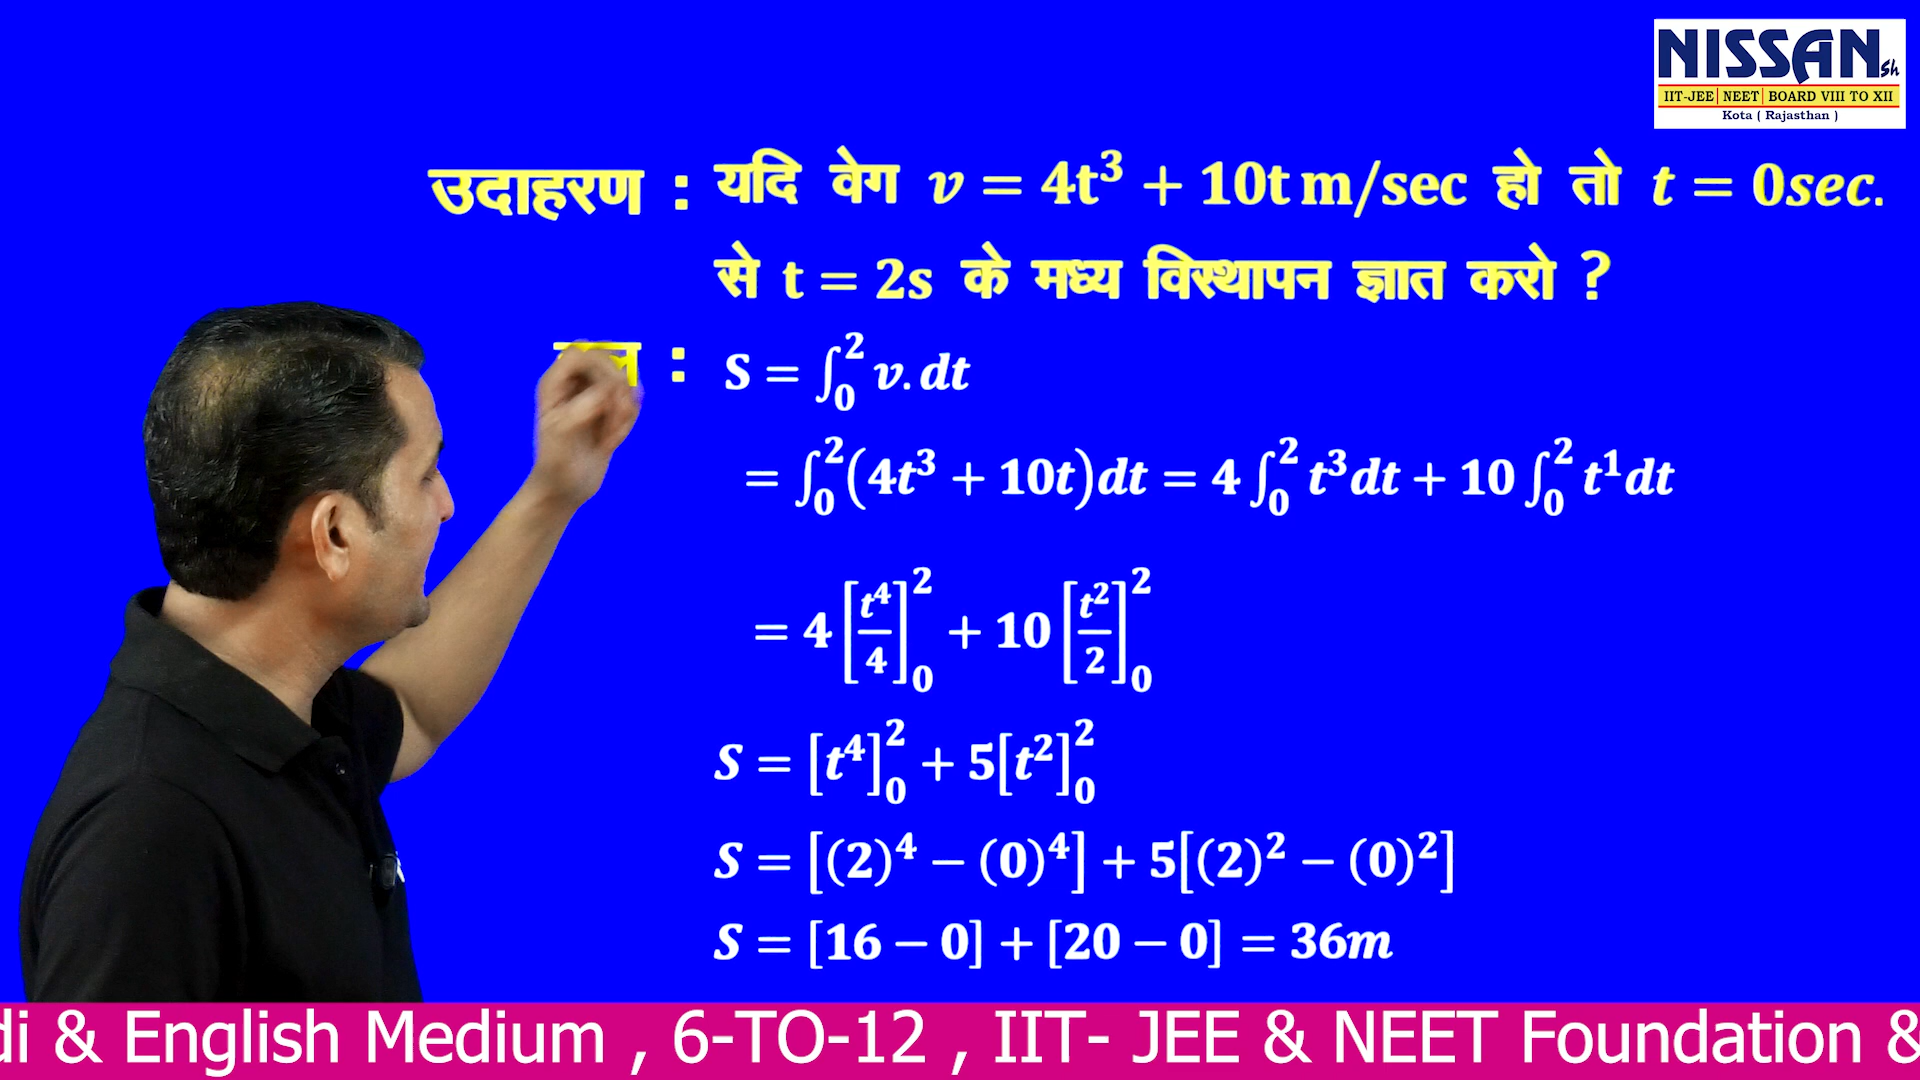 NISSAN sh
IIT-JEE | NEET | BOARD VIII TO XII
Kota ( Rajasthan )
उदाहरण : यदि वेग v = 4t³ + 10t m/sec हो तो t = 0sec.
से t = 2s के मध्य विस्थापन ज्ञात करो ?
: S = ∫₀² v. dt
= ∫₀² (4t³ + 10t)dt = 4 ∫₀² t³dt + 10 ∫₀² t¹dt
= 4 [t⁴/4]₀² + 10 [t²/2]₀²
S = [t⁴]₀² + 5[t²]₀²
S = [(2)⁴ − (0)⁴] + 5[(2)² − (0)²]
S = [16 − 0] + [20 − 0] = 36m
& English Medium , 6-TO-12 , IIT- JEE & NEET Foundation &